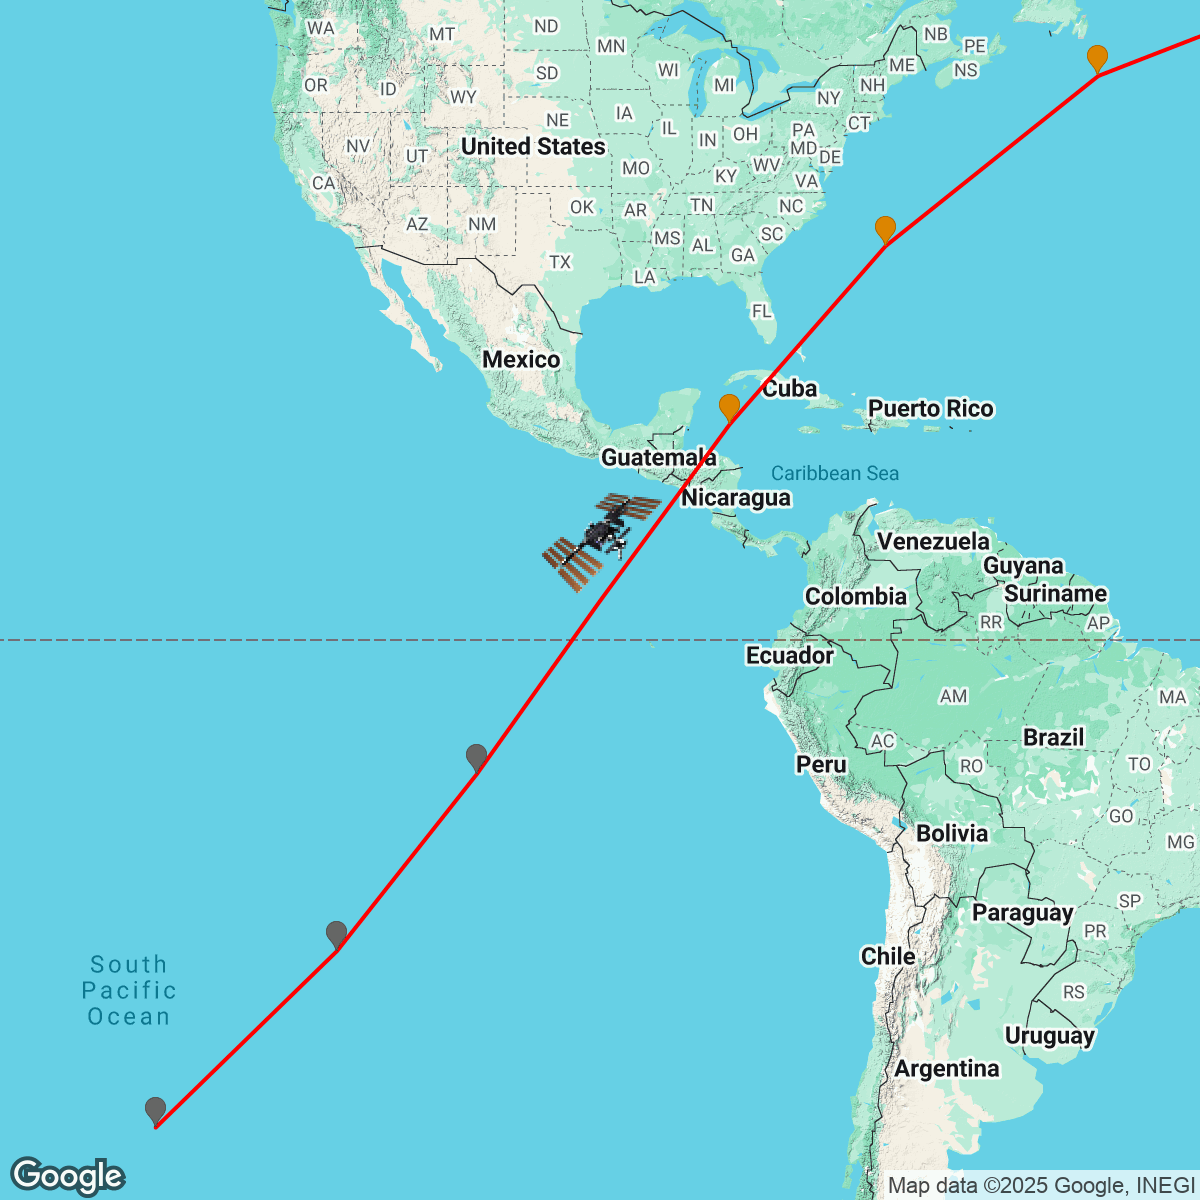 WA
MT
ND
MN
NB
PE
OR
ID
SD
WI
MI
ME
NS
WY
NH
NY
NE
IA
CT
NV
UT
United States
IL
IN
OH
PA
MD
DE
CA
MO
KY
WV
VA
AZ
NM
OK
AR
TN
NC
MS
AL
SC
GA
TX
LA
FL
Mexico
Cuba
Puerto Rico
Guatemala
Caribbean Sea
Nicaragua
Venezuela
Guyana
Colombia
Suriname
RR
AP
Ecuador
AM
MA
Peru
AC
Brazil
RO
TO
Bolivia
GO
MG
Paraguay
SP
PR
Chile
South
Pacific
Ocean
RS
Uruguay
Argentina
Google
Map data ©2025 Google, INEGI